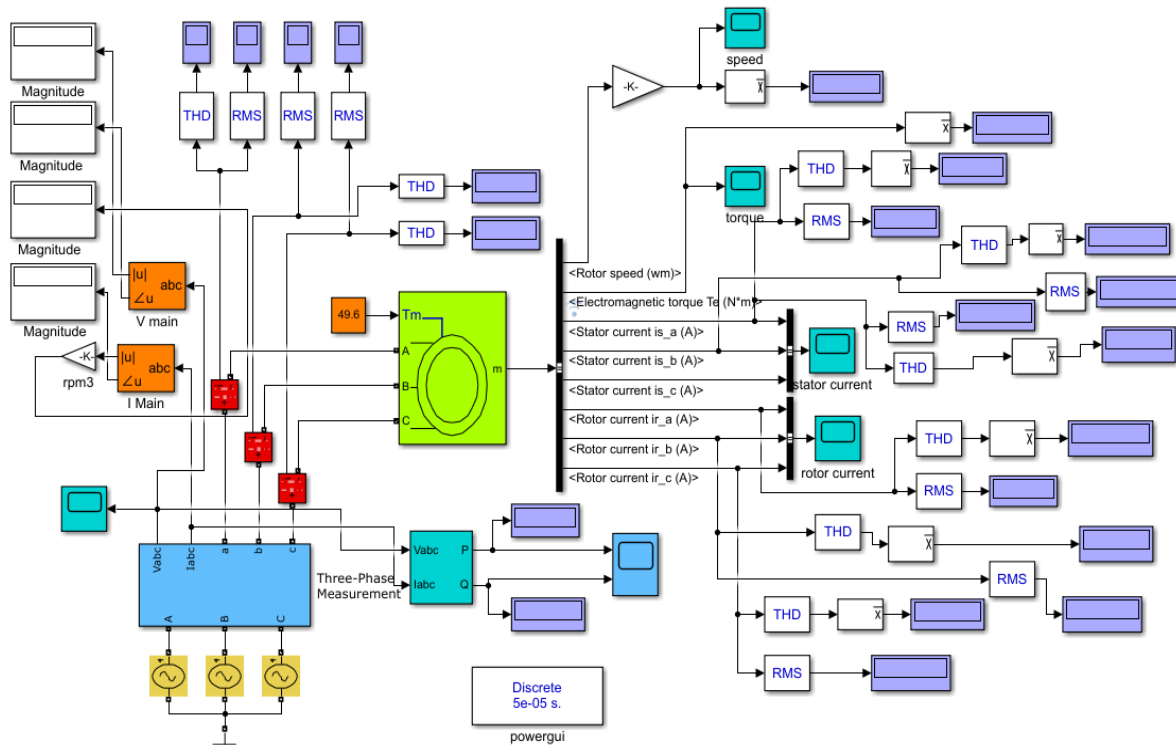 speed
-K-
x
Magnitude
THD
RMS
RMS
RMS
x
Magnitude
THD
x
THD
torque
RMS
THD
THD
x
Magnitude
<Rotor speed (wm)>
|u|
∠u
abc
V main
RMS
<Electromagnetic torque Te (N*m)>
Magnitude
49.6
Tm
<Stator current is_a (A)>
RMS
A
<Stator current is_b (A)>
x
-K-
|u|
∠u
abc
m
THD
rpm3
I Main
B
<Stator current is_c (A)>
stator current
<Rotor current ir_a (A)>
C
<Rotor current ir_b (A)>
THD
x
<Rotor current ir_c (A)>
rotor current
RMS
THD
x
Vabc
Iabc
a
b
c
Vabc
P
Three-Phase
Measurement
Iabc
Q
RMS
A
B
C
THD
x
RMS
Discrete
5e-05 s.
powergui